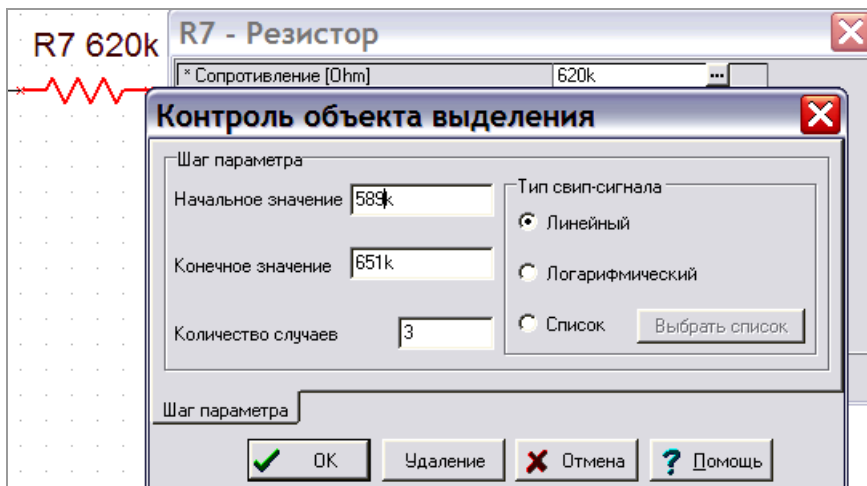 R7 620k
R7 - Резистор
* Сопротивление [Ohm] 620k ...
Контроль объекта выделения
Шаг параметра
Начальное значение 589k
Конечное значение 651k
Количество случаев 3
Тип свип-сигнала
Линейный
Логарифмический
Список Выбрать список
Шаг параметра
OK Удаление Отмена ? Помощь